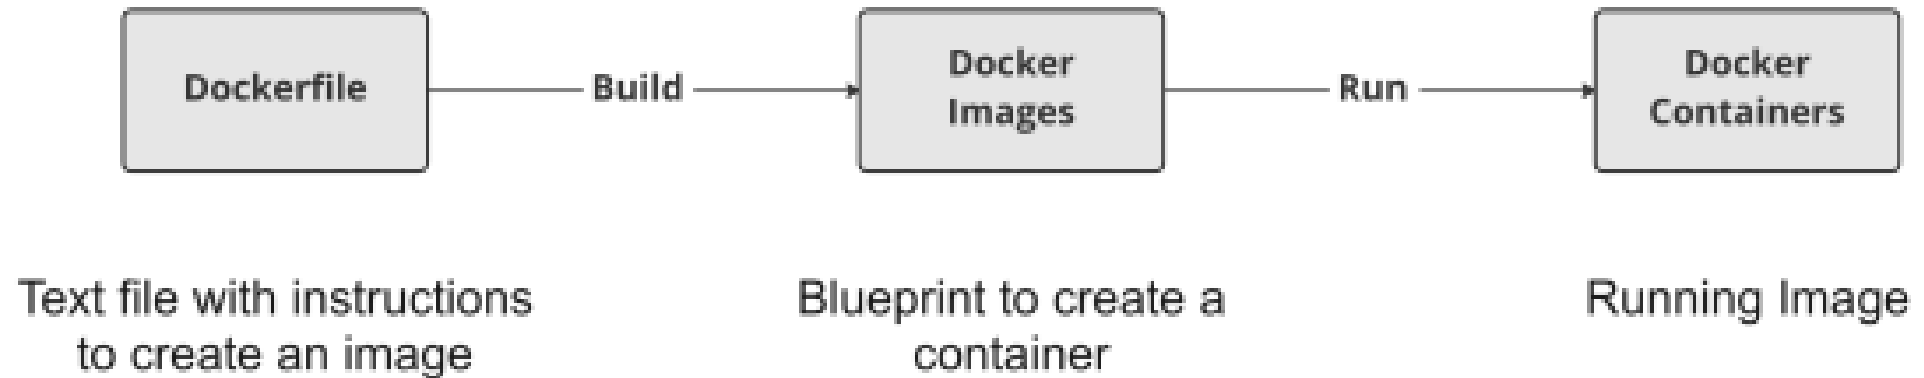 Dockerfile
Build
Docker
Images
Run
Docker
Containers
Text file with instructions
to create an image
Blueprint to create a
container
Running Image